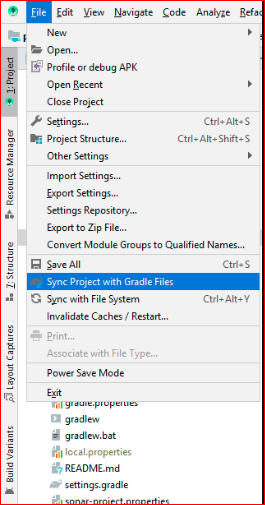 File Edit View Navigate Code Analyze Refac
New
Open...
Profile or debug APK
Open Recent
Close Project
Settings... Ctrl+Alt+S
Project Structure... Ctrl+Alt+Shift+S
Other Settings
Import Settings...
Export Settings...
Settings Repository...
Export to Zip File...
Convert Module Groups to Qualified Names...
Save All Ctrl+S
Sync Project with Gradle Files
Sync with File System Ctrl+Alt+Y
Invalidate Caches / Restart...
Print...
Associate with File Type...
Power Save Mode
Exit
gradle.properties
gradlew
gradlew.bat
local.properties
README.md
settings.gradle
sonar-project.properties
1: Project
Resource Manager
7: Structure
Layout Captures
Build Variants